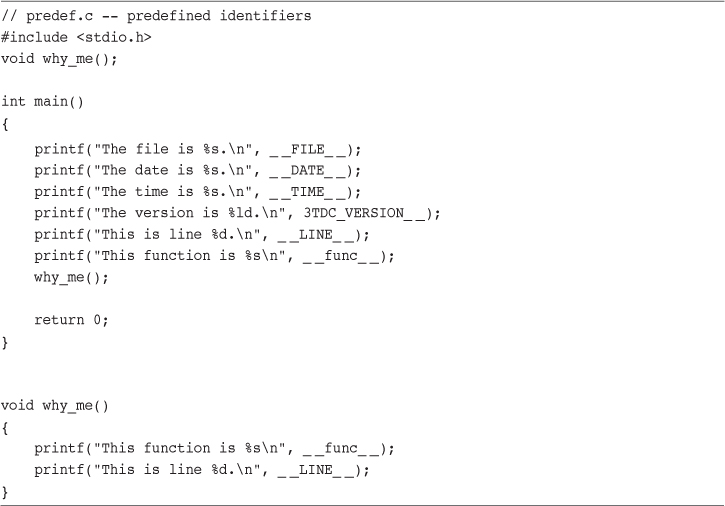 // predef.c -- predefined identifiers
#include <stdio.h>
void why_me();

int main()
{
    printf("The file is %s.\n", __FILE__);
    printf("The date is %s.\n", __DATE__);
    printf("The time is %s.\n", __TIME__);
    printf("The version is %ld.\n", 3TDC_VERSION__);
    printf("This is line %d.\n", __LINE__);
    printf("This function is %s\n", __func__);
    why_me();

    return 0;
}

void why_me()
{
    printf("This function is %s\n", __func__);
    printf("This is line %d.\n", __LINE__);
}